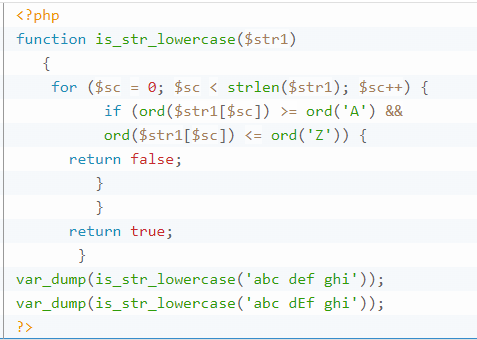 <?php
function is_str_lowercase($str1)
{
for ($sc = 0; $sc < strlen($str1); $sc++) {
if (ord($str1[$sc]) >= ord('A') &&
ord($str1[$sc]) <= ord('Z')) {
return false;
}
}
return true;
}
var_dump(is_str_lowercase('abc def ghi'));
var_dump(is_str_lowercase('abc dEf ghi'));
?>